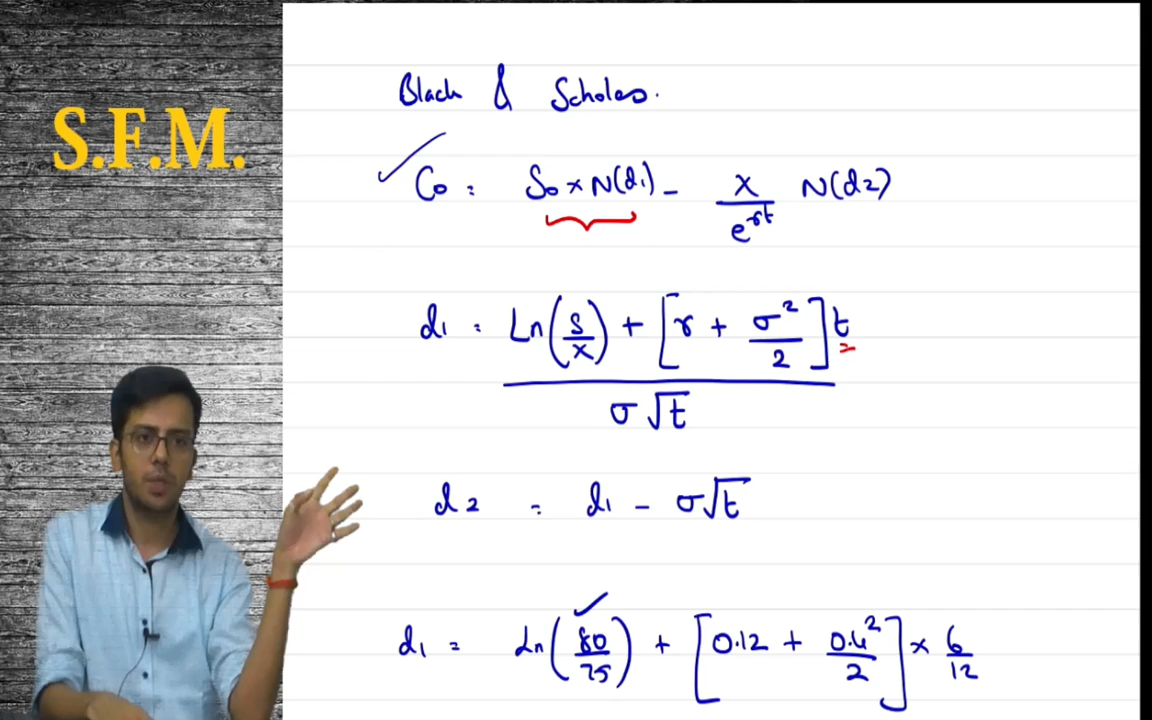 S.F.M.
Black & Scholes.
C0 = S0 × N(d1) - X/e^rt N(d2)
d1 = Ln(S/X) + [r + σ²/2]t
σ√t
d2 = d1 - σ√t
d1 = Ln(80/75) + [0.12 + 0.4²/2] × 6/12